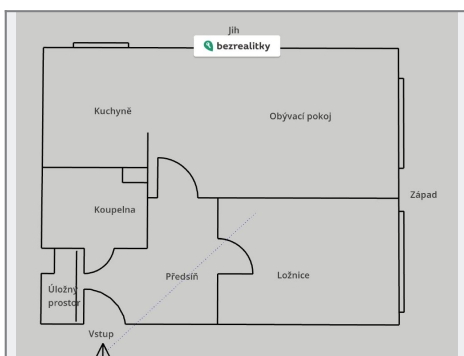 Jih
bezrealitky
Kuchyně
Obývací pokoj
Západ
Koupelna
Předsíň
Ložnice
Úložný
prostor
Vstup